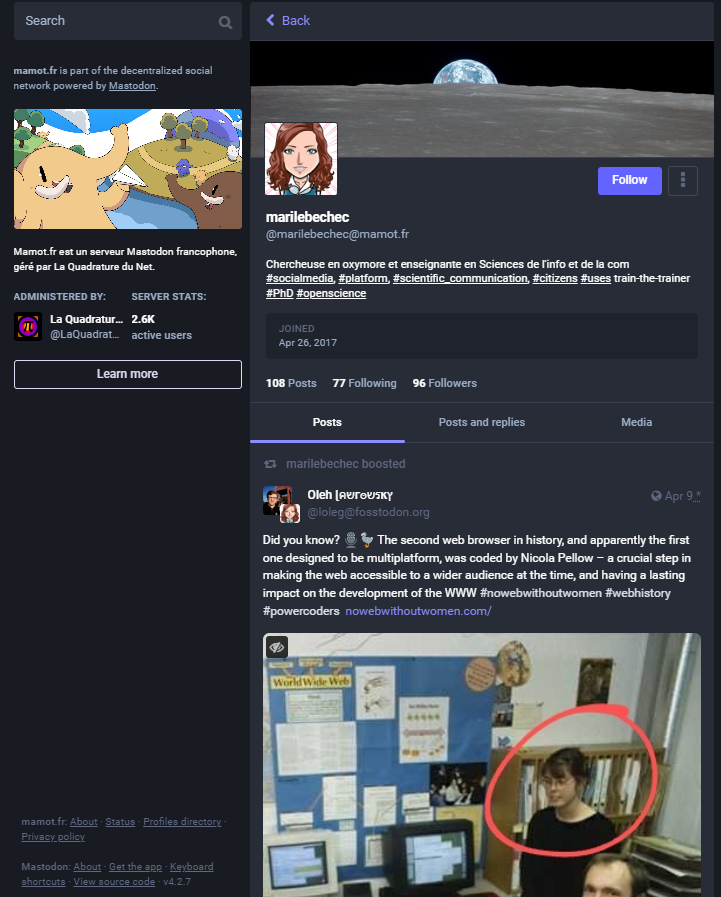 Search
Back
mamot.fr is part of the decentralized social
network powered by Mastodon.
Mamot.fr est un serveur Mastodon francophone,
géré par La Quadrature du Net.
ADMINISTERED BY:
La Quadratur...
@LaQuadrat...
SERVER STATS:
2.6K
active users
Learn more
Follow
marilebechec
@marilebechec@mamot.fr
Chercheuse en oxymore et enseignante en Sciences de l'info et de la com
#socialmedia, #platform, #scientific_communication, #citizens #uses train-the-trainer
#PhD #openscience
JOINED
Apr 26, 2017
108 Posts 77 Following 96 Followers
Posts Posts and replies Media
marilebechec boosted
Oleh
@loleg@fosstodon.org
Apr 9 *
Did you know? 🎙️🦆 The second web browser in history, and apparently the first
one designed to be multiplatform, was coded by Nicola Pellow – a crucial step in
making the web accessible to a wider audience at the time, and having a lasting
impact on the development of the WWW #nowebwithoutwomen #webhistory
#powercoders nowebwithoutwomen.com/
World Wide Web
mamot.fr: About · Status · Profiles directory ·
Privacy policy
Mastodon: About · Get the app · Keyboard
shortcuts · View source code · v4.2.7